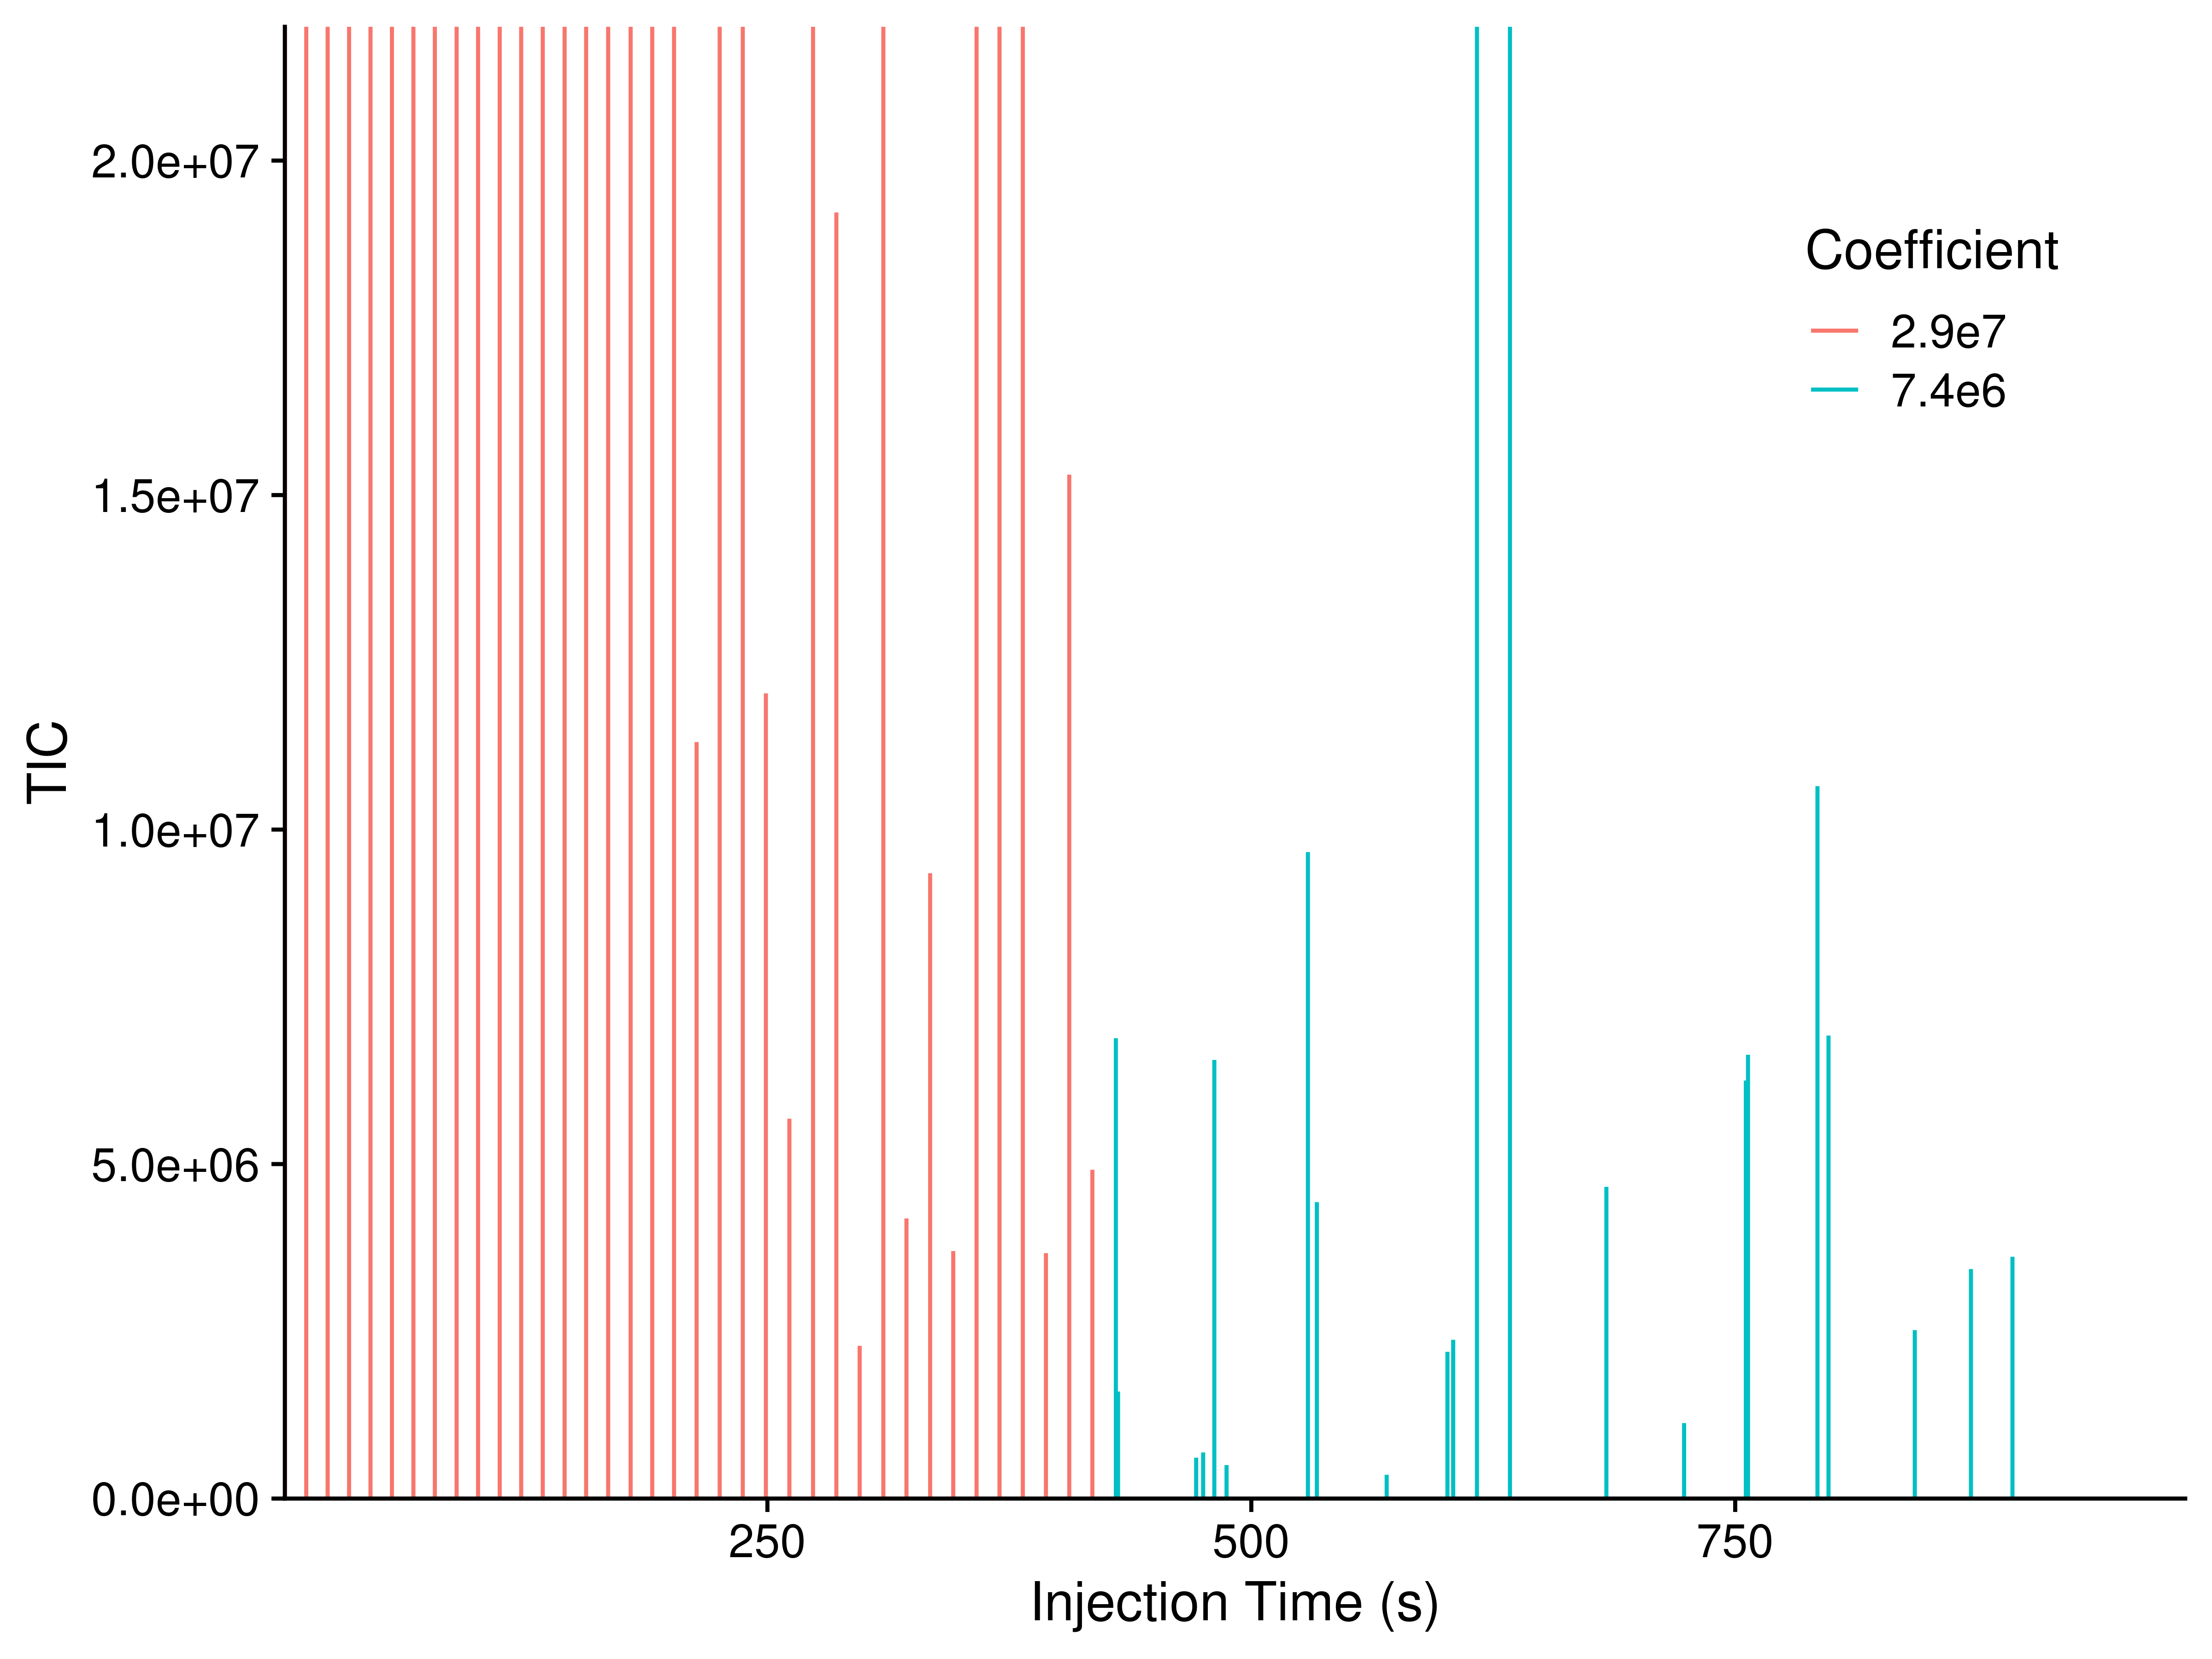 2.0e+07
1.5e+07
1.0e+07
5.0e+06
0.0e+00
TIC
Coefficient
2.9e7
7.4e6
250 500 750
Injection Time (s)